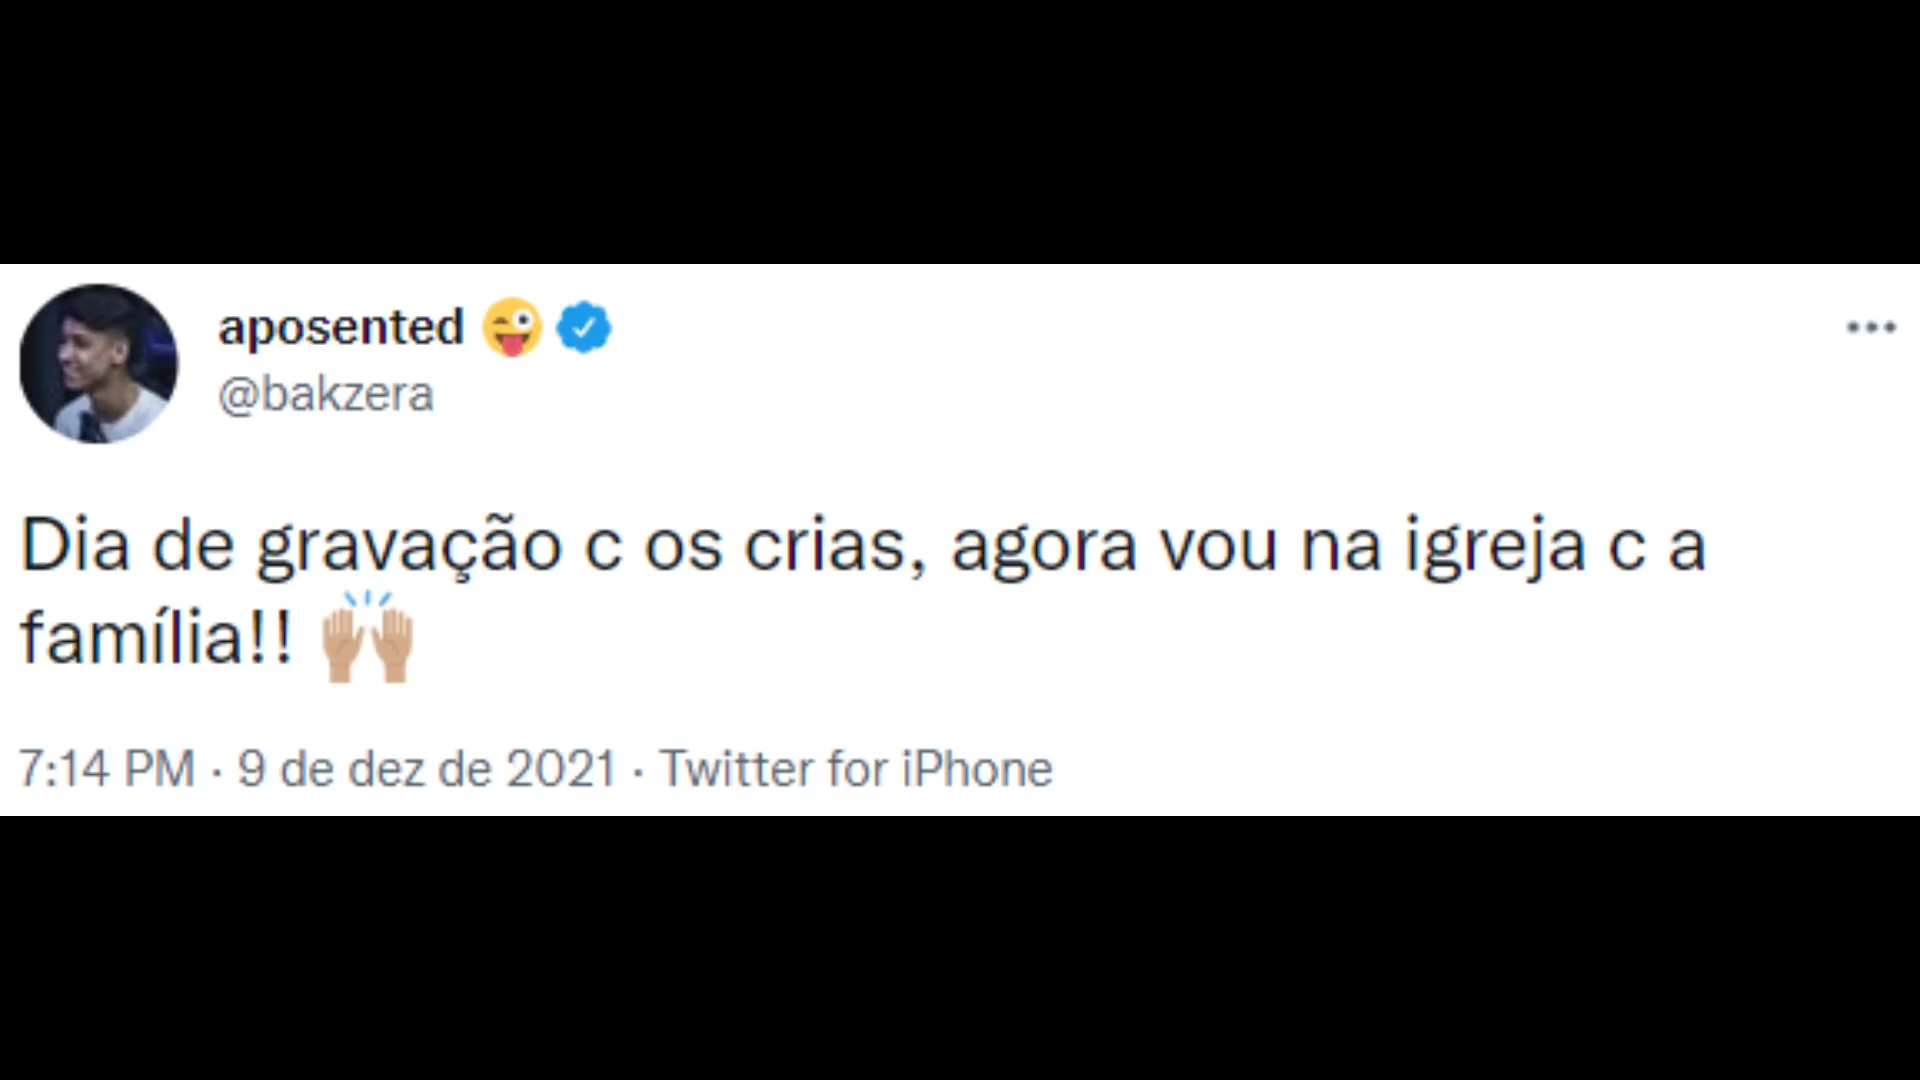 aposented 😜
@bakzera
Dia de gravação c os crias, agora vou na igreja c a
família!! 🙌🏼
7:14 PM · 9 de dez de 2021 · Twitter for iPhone